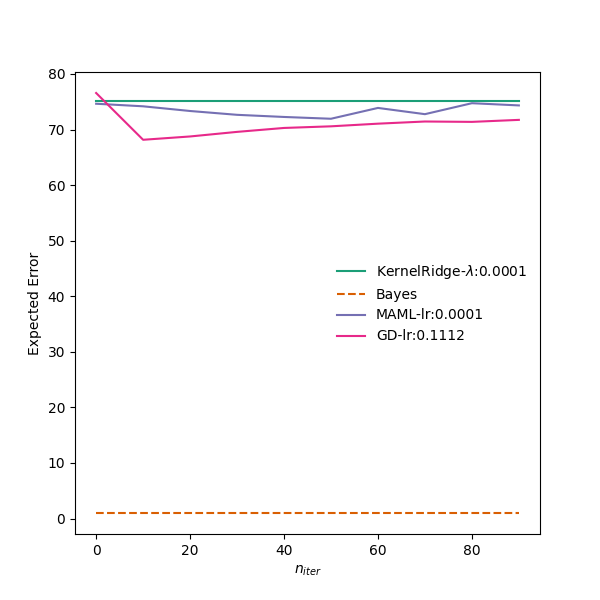 80
70
60
50
40
30
20
10
0
Expected Error
KernelRidge-λ:0.0001
Bayes
MAML-lr:0.0001
GD-lr:0.1112
0 20 40 60 80
n_iter